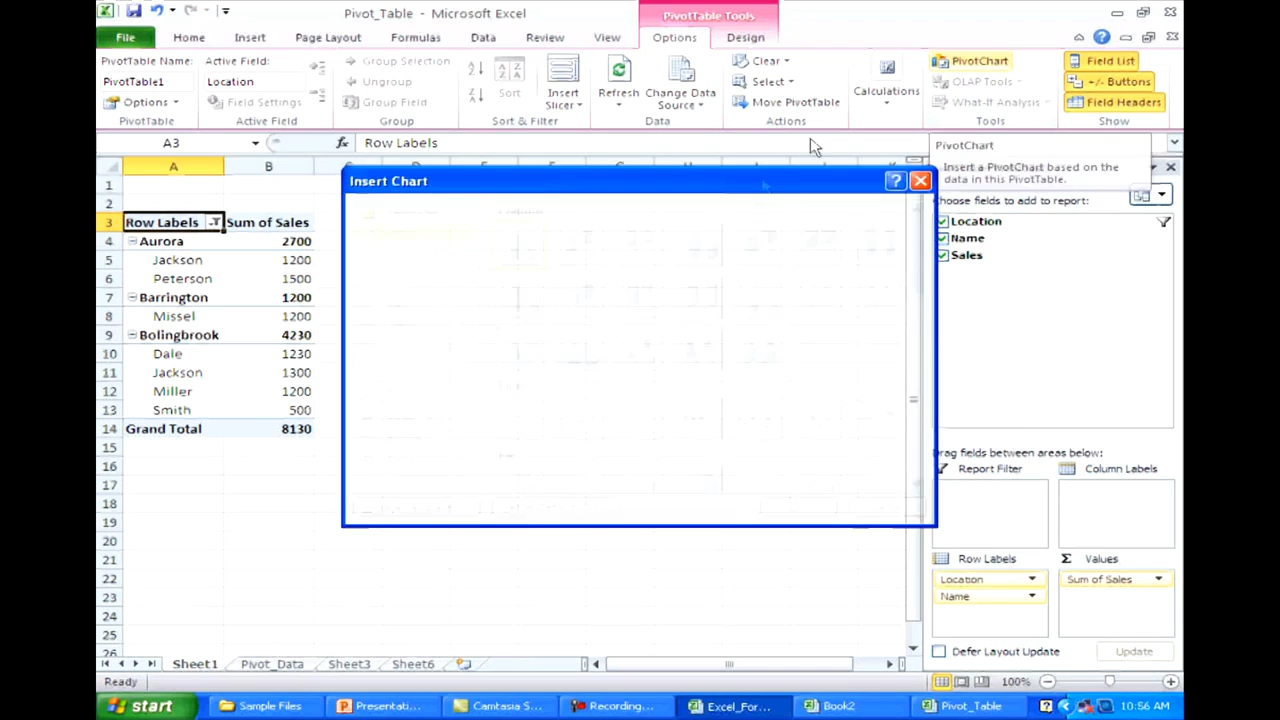 Pivot_Table - Microsoft Excel
PivotTable Tools
File Home Insert Page Layout Formulas Data Review View Options Design
PivotTable Name: Active Field:
PivotTable1 Location
Options Field Settings
PivotTable Active Field
Group Selection
Ungroup
Group Field
Group
Sort Insert Slicer
Sort & Filter
Refresh Change Data Source
Data
Clear
Select
Move PivotTable
Actions
Calculations
PivotChart
OLAP Tools
What-If Analysis
Tools
Field List
+/- Buttons
Field Headers
Show
A3 fx Row Labels
PivotChart
Insert a PivotChart based on the
data in this PivotTable.
Insert Chart
A B
1
2
3 Row Labels Sum of Sales
4 Aurora 2700
5 Jackson 1200
6 Peterson 1500
7 Barrington 1200
8 Missel 1200
9 Bolingbrook 4230
10 Dale 1230
11 Jackson 1300
12 Miller 1200
13 Smith 500
14 Grand Total 8130
15
16
17
18
19
20
21
22
23
24
25
26
Choose fields to add to report:
Location
Name
Sales
Drag fields between areas below:
Report Filter Column Labels
Row Labels Σ Values
Location Sum of Sales
Name
Defer Layout Update Update
Sheet1 Pivot_Data Sheet3 Sheet6
Ready 100%
start Sample Files Presentati... Camtasia S... Recording... Excel_For... Book2 Pivot_Table 10:56 AM